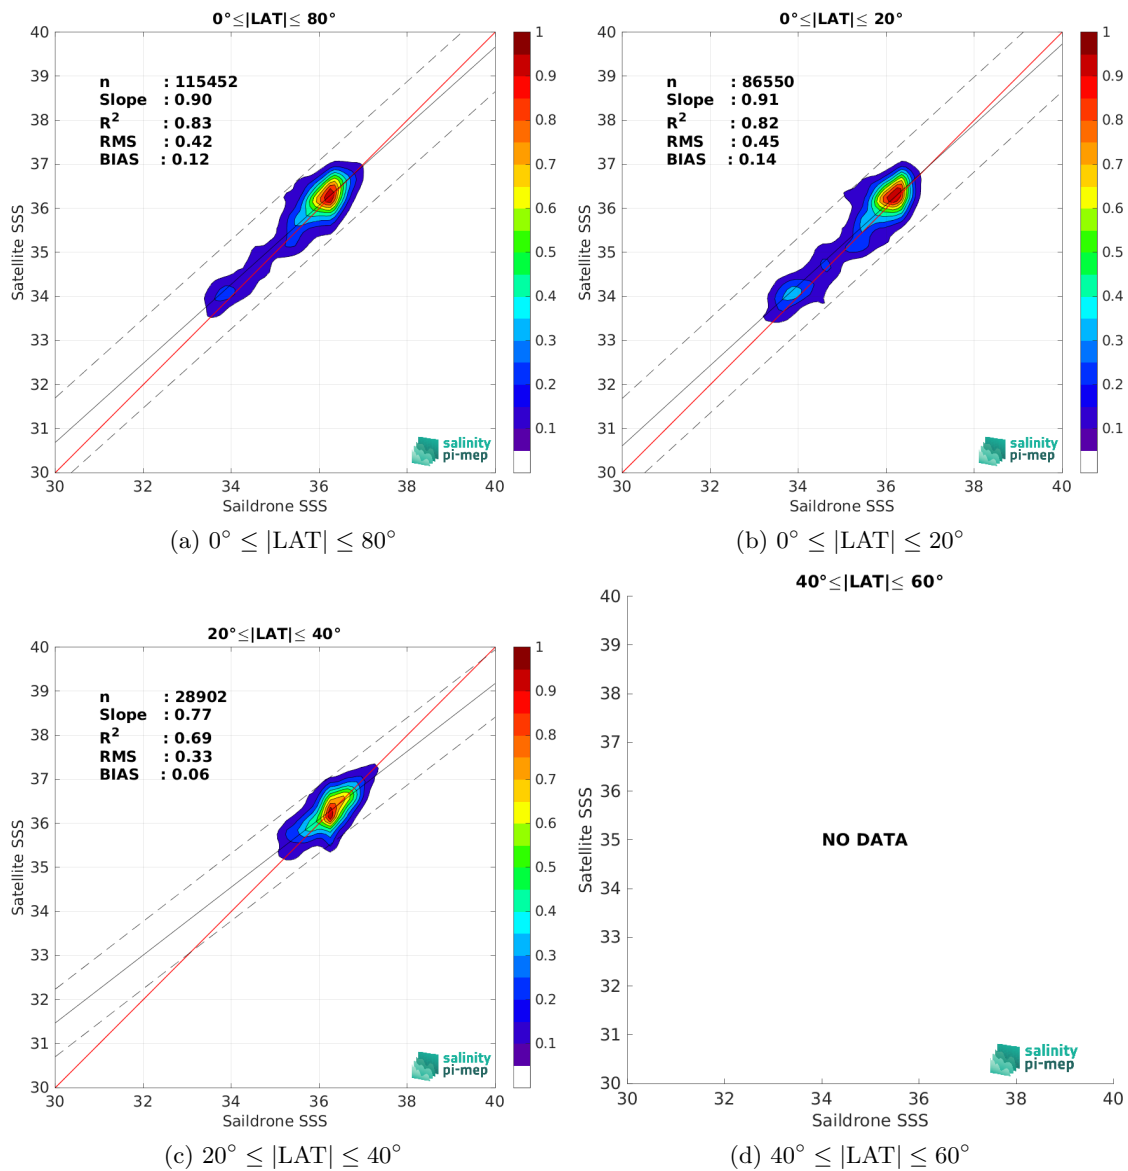 0°≤|LAT|≤ 80°
40
39
38
37
36
35
34
33
32
31
30
Satellite SSS
n : 115452
Slope : 0.90
R² : 0.83
RMS : 0.42
BIAS : 0.12
salinity
pi-mep
30 32 34 36 38 40
Saildrone SSS
1
0.9
0.8
0.7
0.6
0.5
0.4
0.3
0.2
0.1
(a) 0° ≤ |LAT| ≤ 80°
0°≤|LAT|≤ 20°
40
39
38
37
36
35
34
33
32
31
30
Satellite SSS
n : 86550
Slope : 0.91
R² : 0.82
RMS : 0.45
BIAS : 0.14
salinity
pi-mep
30 32 34 36 38 40
Saildrone SSS
1
0.9
0.8
0.7
0.6
0.5
0.4
0.3
0.2
0.1
(b) 0° ≤ |LAT| ≤ 20°
20°≤|LAT|≤ 40°
40
39
38
37
36
35
34
33
32
31
30
Satellite SSS
n : 28902
Slope : 0.77
R² : 0.69
RMS : 0.33
BIAS : 0.06
salinity
pi-mep
30 32 34 36 38 40
Saildrone SSS
1
0.9
0.8
0.7
0.6
0.5
0.4
0.3
0.2
0.1
(c) 20° ≤ |LAT| ≤ 40°
40°≤|LAT|≤ 60°
40
39
38
37
36
35
34
33
32
31
30
Satellite SSS
NO DATA
salinity
pi-mep
30 32 34 36 38 40
Saildrone SSS
(d) 40° ≤ |LAT| ≤ 60°